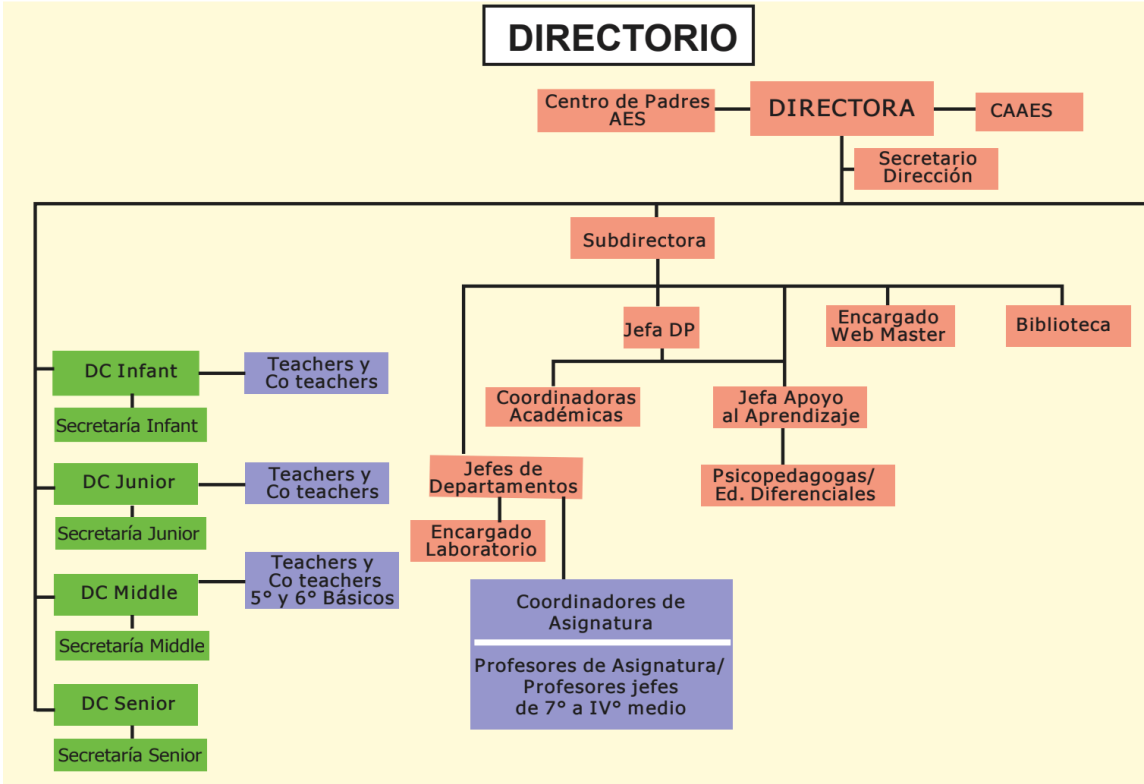 DIRECTORIO
Centro de Padres
AES
DIRECTORA
CAAES
Secretario
Dirección
Subdirectora
Jefa DP
Encargado
Web Master
Biblioteca
DC Infant
Teachers y
Co teachers
Secretaría Infant
Coordinadoras
Académicas
Jefa Apoyo
al Aprendizaje
DC Junior
Teachers y
Co teachers
Secretaría Junior
Jefes de
Departamentos
Psicopedagogas/
Ed. Diferenciales
Encargado
Laboratorio
DC Middle
Teachers y
Co teachers
5° y 6° Básicos
Secretaría Middle
Coordinadores de
Asignatura
Profesores de Asignatura/
Profesores jefes
de 7° a IV° medio
DC Senior
Secretaría Senior